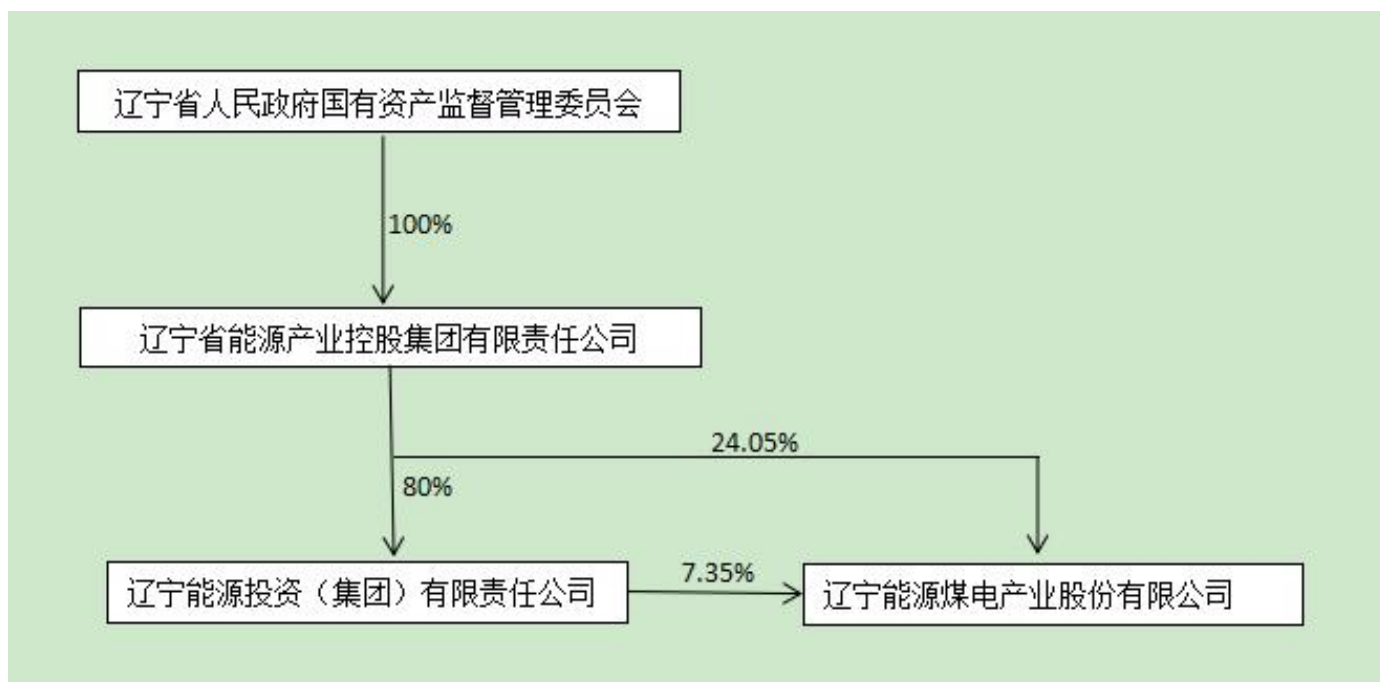 辽宁省人民政府国有资产监督管理委员会
100%
辽宁省能源产业控股集团有限责任公司
24.05%
80%
7.35%
辽宁能源投资（集团）有限责任公司
辽宁能源煤电产业股份有限公司